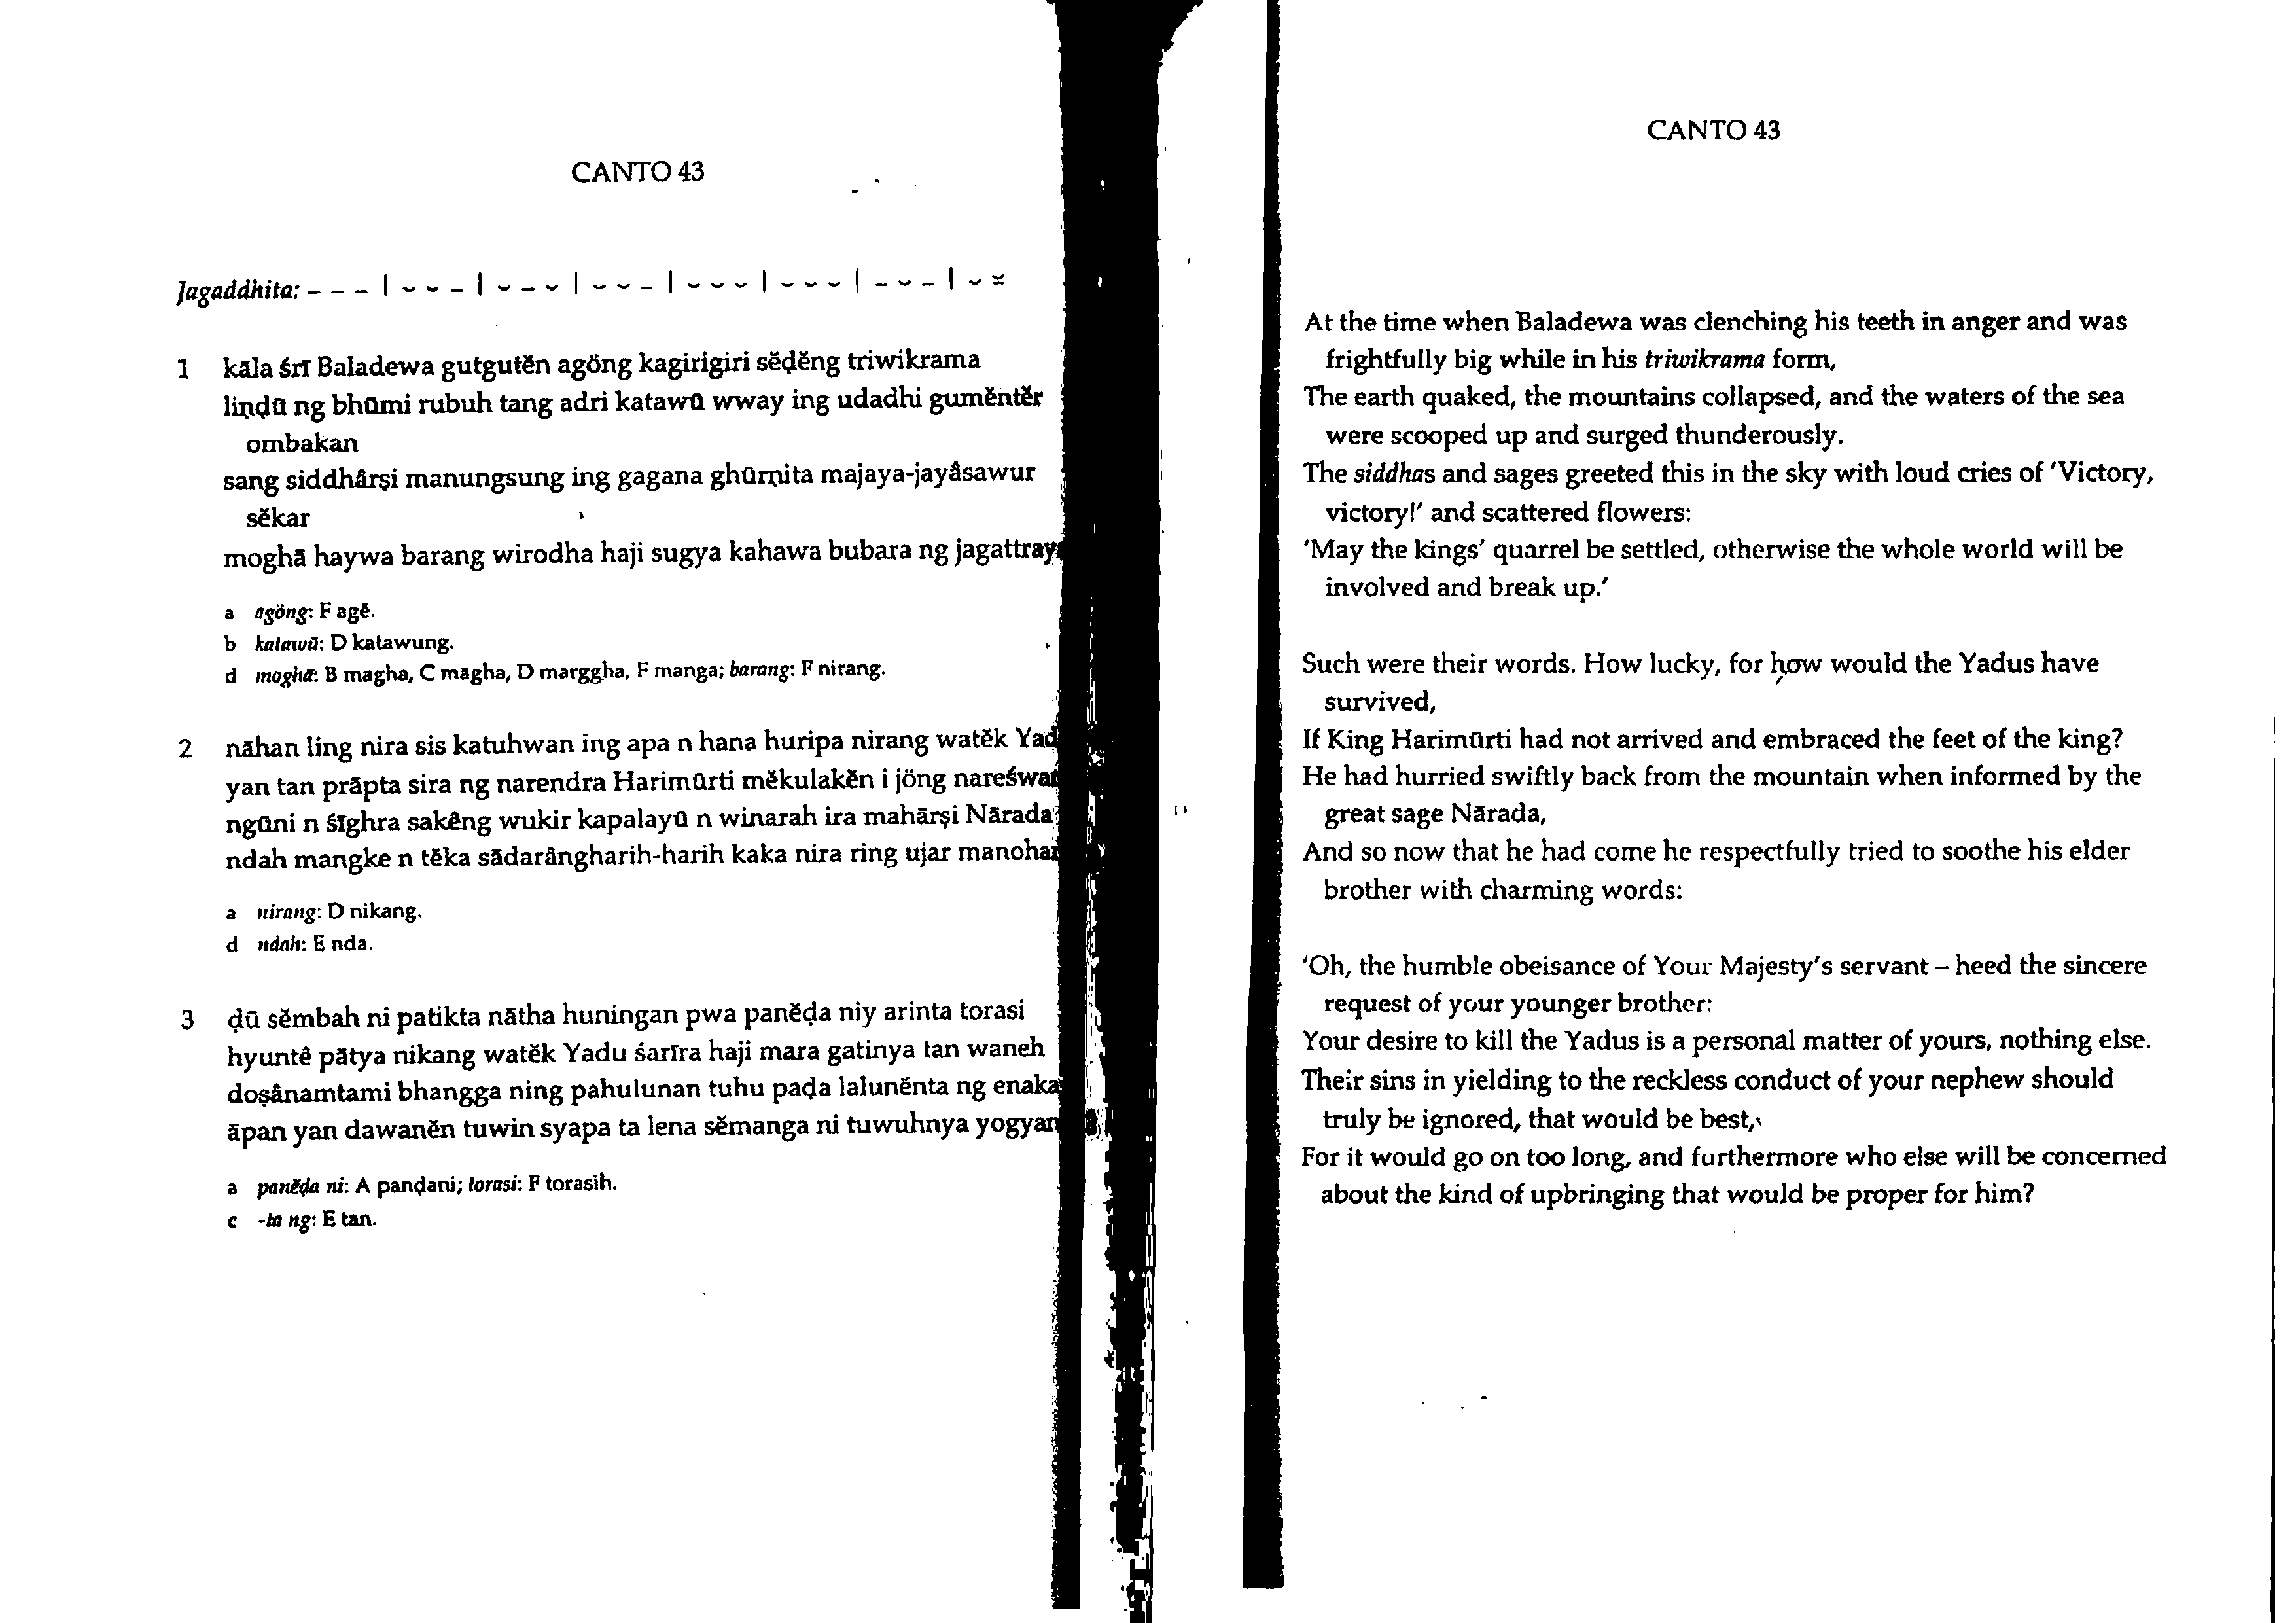 CANTO 43
Jagaddhita: – – – | ⏑ ⏑ – | ⏑ – ⏑ | ⏑ ⏑ – | ⏑ ⏑ ⏑ | ⏑ ⏑ ⏑ | – ⏑ – | ⏑ ⏓
1 kāla śrī Baladewa gutgutĕn agöng kagirigiri sĕḍĕng triwikrama
liṇḍū ng bhūmi rubuh tang adri katawū wway ing udadhi gumĕntĕr
ombakan
sang siddhârṣi manungsung ing gagana ghūrṇita majaya-jayâsawur
sĕkar
moghā haywa barang wirodha haji sugya kahawa bubara ng
a agöng: F agĕ.
b katawū: D katawung.
d moghā: B magha, C māgha, D marggha, F manga; barang: F nirang.
2 nāhan ling nira sis katuhwan ing apa n hana huripa nirang watĕk
yan tan prāpta sira ng narendra Harimūrti mĕkulakĕn i jöng
ngūni n śīghra sakêng wukir kapalayū n winarah ira mahārṣi Nārada
ndah mangke n tĕka sādarângharih-harih kaka nira ring ujar
a nirang: D nikang.
d ndah: E nda.
3 ḍū sĕmbah ni patikta nātha huningan pwa panĕḍa niy arinta torasi
hyuntê pātya nikang watĕk Yadu śarīra haji mara gatinya tan waneh
doṣânamtami bhangga ning pahulunan tuhu paḍa lalunĕnta ng
āpan yan dawanĕn tuwin syapa ta lena sĕmanga ni tuwuhnya
a panĕḍa ni: A panḍani; torasi: F torasih.
c -ta ng: E tan.
CANTO 43
At the time when Baladewa was clenching his teeth in anger and was
frightfully big while in his triwikrama form,
The earth quaked, the mountains collapsed, and the waters of the sea
were scooped up and surged thunderously.
The siddhas and sages greeted this in the sky with loud cries of ‘Victory,
victory!’ and scattered flowers:
‘May the kings’ quarrel be settled, otherwise the whole world will be
involved and break up.’
Such were their words. How lucky, for how would the Yadus have
survived,
If King Harimūrti had not arrived and embraced the feet of the king?
He had hurried swiftly back from the mountain when informed by the
great sage Nārada,
And so now that he had come he respectfully tried to soothe his elder
brother with charming words:
‘Oh, the humble obeisance of Your Majesty’s servant – heed the sincere
request of your younger brother:
Your desire to kill the Yadus is a personal matter of yours, nothing else.
Their sins in yielding to the reckless conduct of your nephew should
truly be ignored, that would be best,
For it would go on too long, and furthermore who else will be concerned
about the kind of upbringing that would be proper for him?